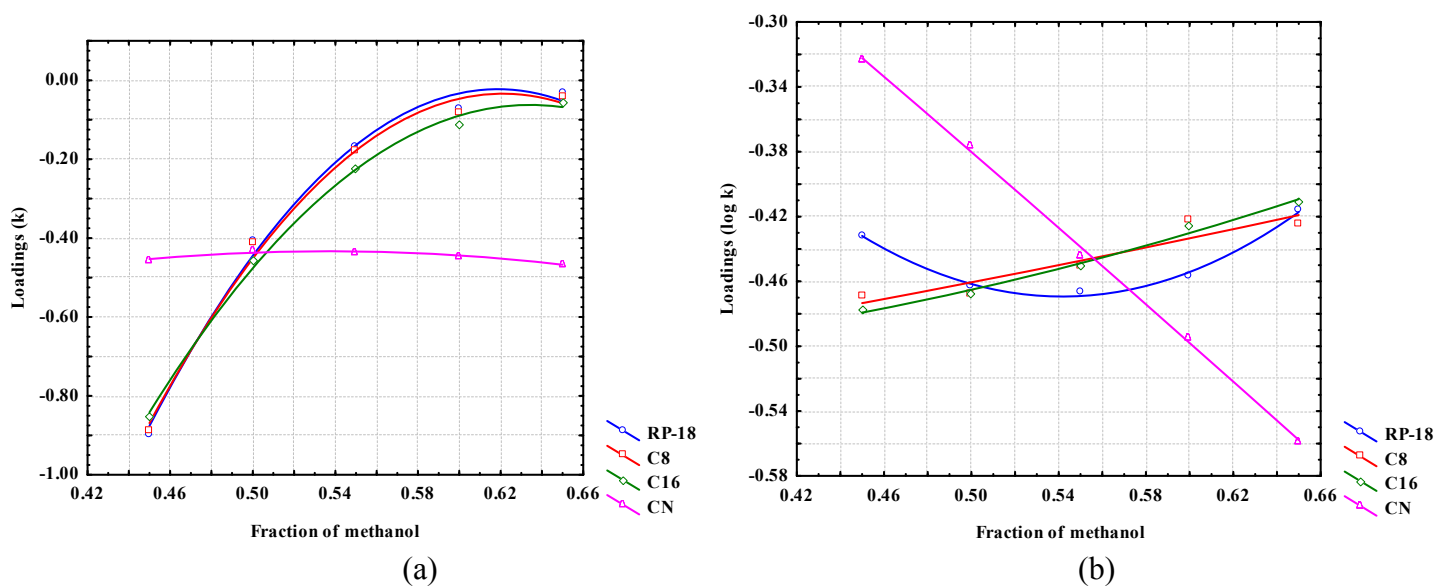 0.00
-0.20
-0.40
-0.60
-0.80
-1.00
Loadings (k)
0.42 0.46 0.50 0.54 0.58 0.62 0.66
Fraction of methanol
RP-18
C8
C16
CN
(a)
-0.30
-0.34
-0.38
-0.42
-0.46
-0.50
-0.54
-0.58
Loadings (log k)
0.42 0.46 0.50 0.54 0.58 0.62 0.66
Fraction of methanol
RP-18
C8
C16
CN
(b)